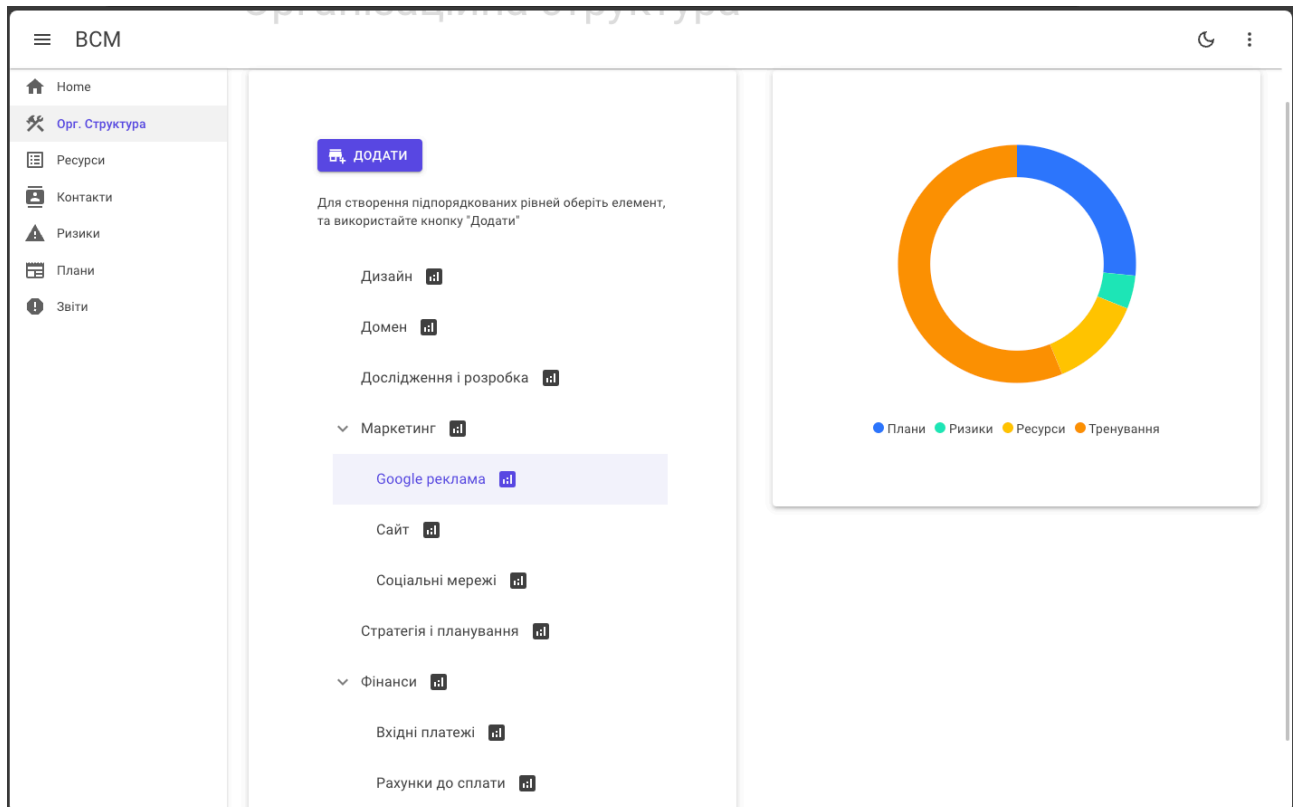 Організаційна структура
BCM
Home
Орг. Структура
Ресурси
Контакти
Ризики
Плани
Звіти
ДОДАТИ
Для створення підпорядкованих рівней оберіть елемент,
та використайте кнопку "Додати"
Дизайн
Домен
Дослідження і розробка
Маркетинг
Google реклама
Сайт
Соціальні мережі
Стратегія і планування
Фінанси
Вхідні платежі
Рахунки до сплати
Плани Ризики Ресурси Тренування